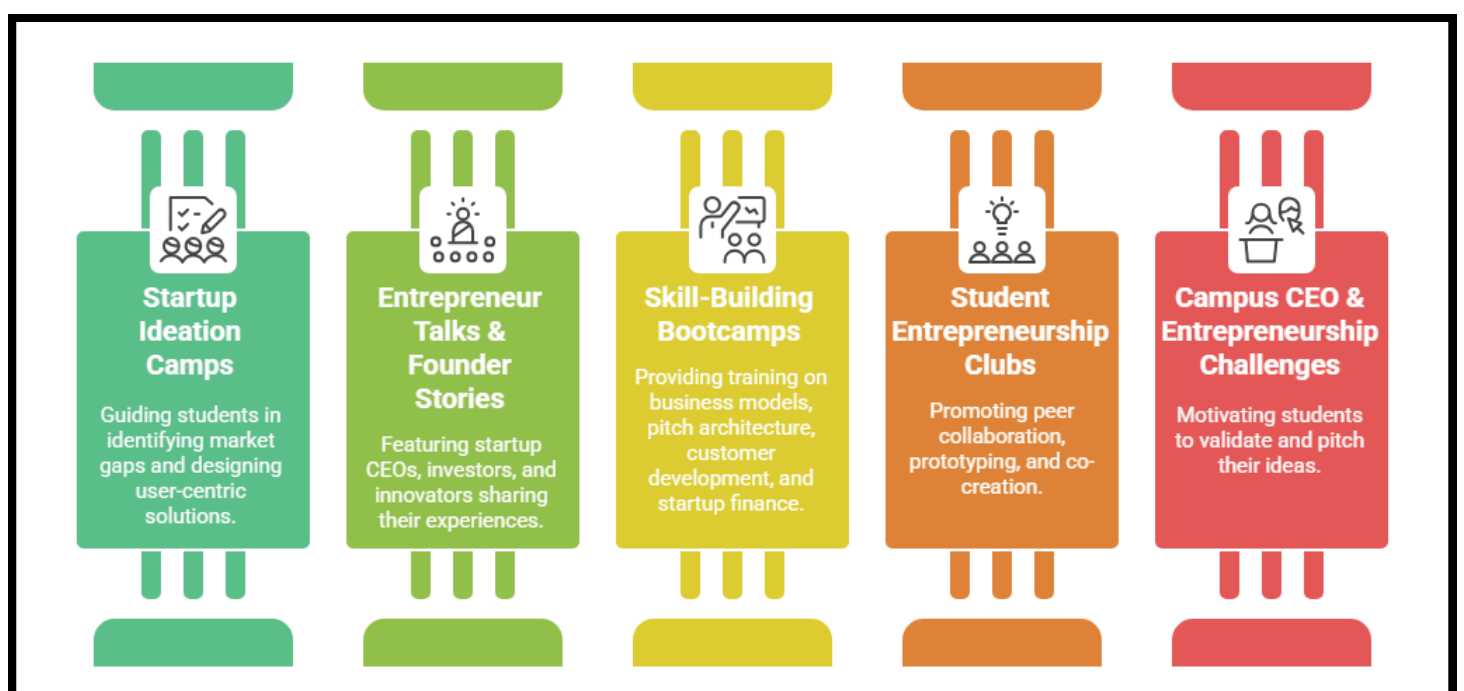 Startup
Ideation
Camps
Guiding students in
identifying market
gaps and designing
user-centric
solutions.
Entrepreneur
Talks &
Founder
Stories
Featuring startup
CEOs, investors, and
innovators sharing
their experiences.
Skill-Building
Bootcamps
Providing training on
business models,
pitch architecture,
customer
development, and
startup finance.
Student
Entrepreneurship
Clubs
Promoting peer
collaboration,
prototyping, and co-
creation.
Campus CEO &
Entrepreneurship
Challenges
Motivating students
to validate and pitch
their ideas.